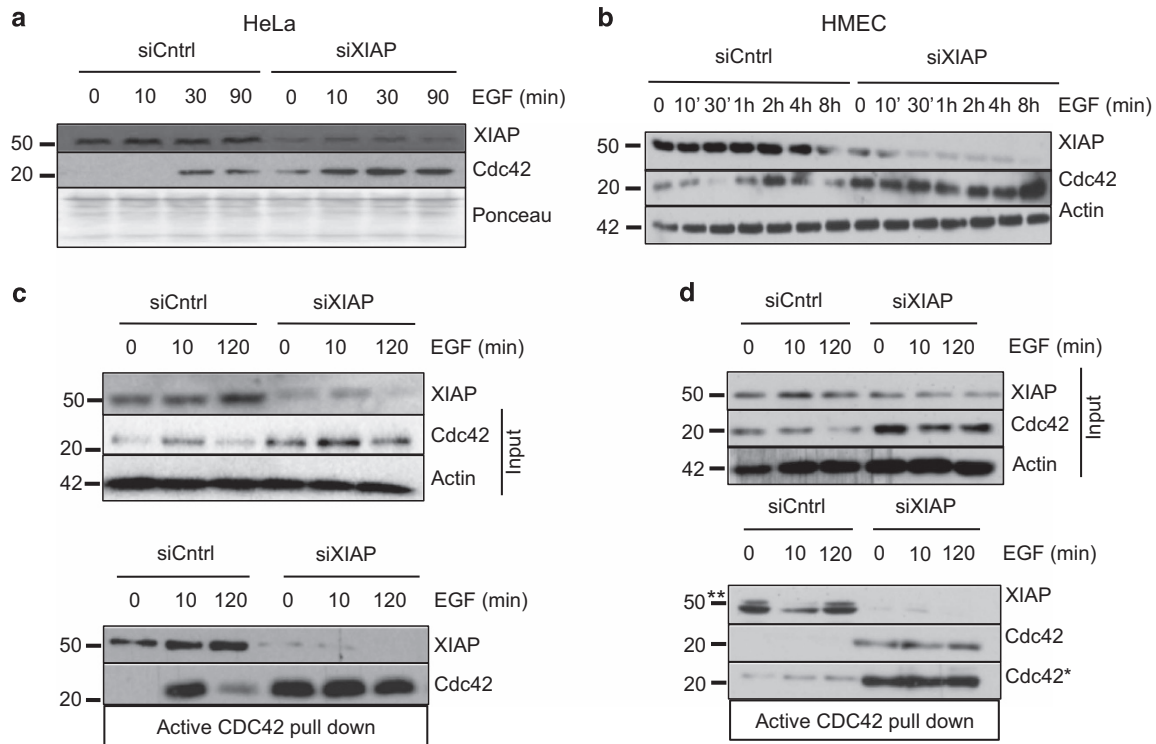 a
HeLa
siCntrl siXIAP
0 10 30 90 0 10 30 90 EGF (min)
50 XIAP
20 Cdc42
Ponceau
b
HMEC
siCntrl siXIAP
0 10' 30' 1h 2h 4h 8h 0 10' 30' 1h 2h 4h 8h EGF (min)
50 XIAP
20 Cdc42
42 Actin
c
siCntrl siXIAP
0 10 120 0 10 120 EGF (min)
50 XIAP
20 Cdc42
42 Actin
Input
siCntrl siXIAP
0 10 120 0 10 120 EGF (min)
50 XIAP
20 Cdc42
Active CDC42 pull down
d
siCntrl siXIAP
0 10 120 0 10 120 EGF (min)
50 XIAP
20 Cdc42
42 Actin
Input
siCntrl siXIAP
0 10 120 0 10 120 EGF (min)
50** XIAP
20 Cdc42
20 Cdc42*
Active CDC42 pull down